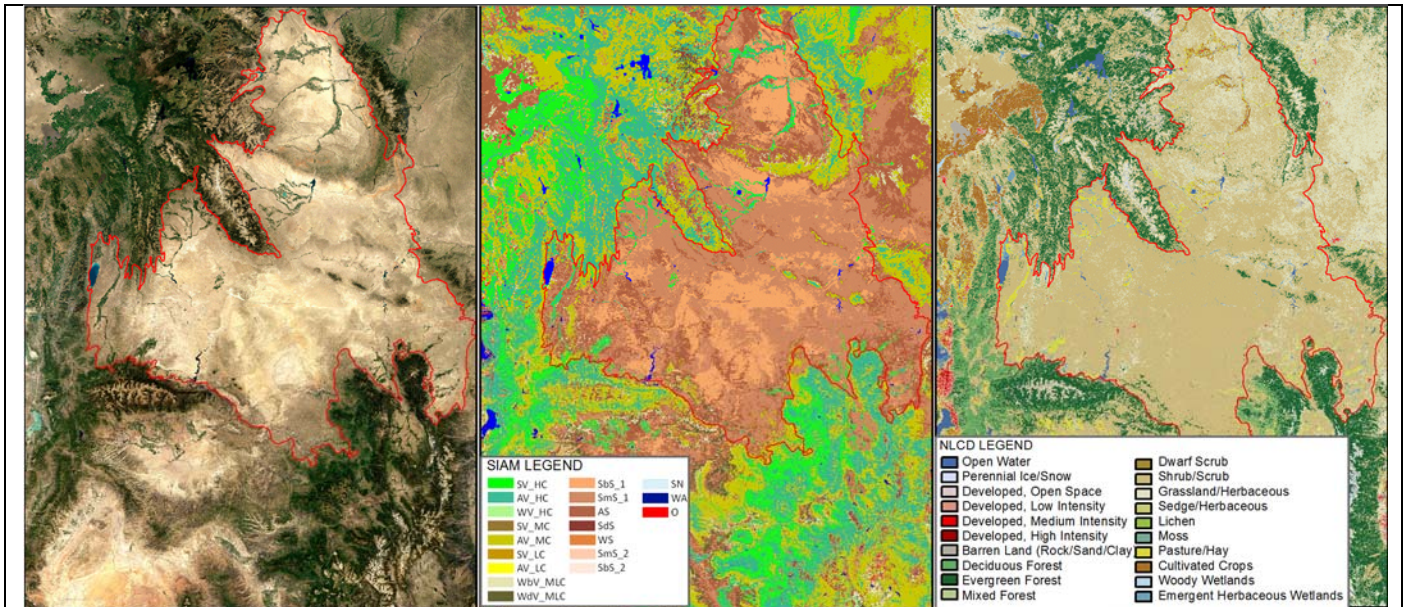 SIAM LEGEND
SV_HC SbS_1 SN
AV_HC SmS_1 WA
WV_HC AS O
SV_MC SdS
AV_MC WS
SV_LC SmS_2
AV_LC SbS_2
WbV_MLC
WdV_MLC
NLCD LEGEND
Open Water Dwarf Scrub
Perennial Ice/Snow Shrub/Scrub
Developed, Open Space Grassland/Herbaceous
Developed, Low Intensity Sedge/Herbaceous
Developed, Medium Intensity Lichen
Developed, High Intensity Moss
Barren Land (Rock/Sand/Clay Pasture/Hay
Deciduous Forest Cultivated Crops
Evergreen Forest Woody Wetlands
Mixed Forest Emergent Herbaceous Wetlands